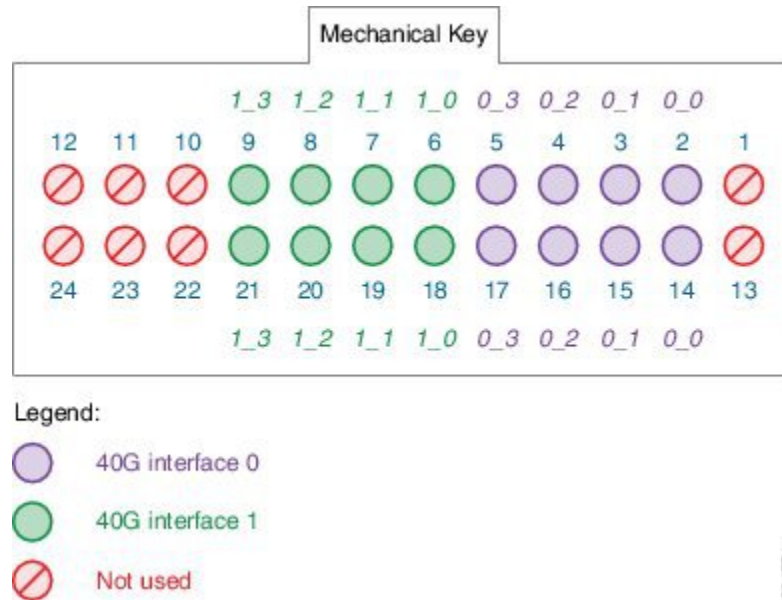 Mechanical Key
1_3 1_2 1_1 1_0 0_3 0_2 0_1 0_0
12 11 10 9 8 7 6 5 4 3 2 1
24 23 22 21 20 19 18 17 16 15 14 13
1_3 1_2 1_1 1_0 0_3 0_2 0_1 0_0
Legend:
40G interface 0
40G interface 1
Not used